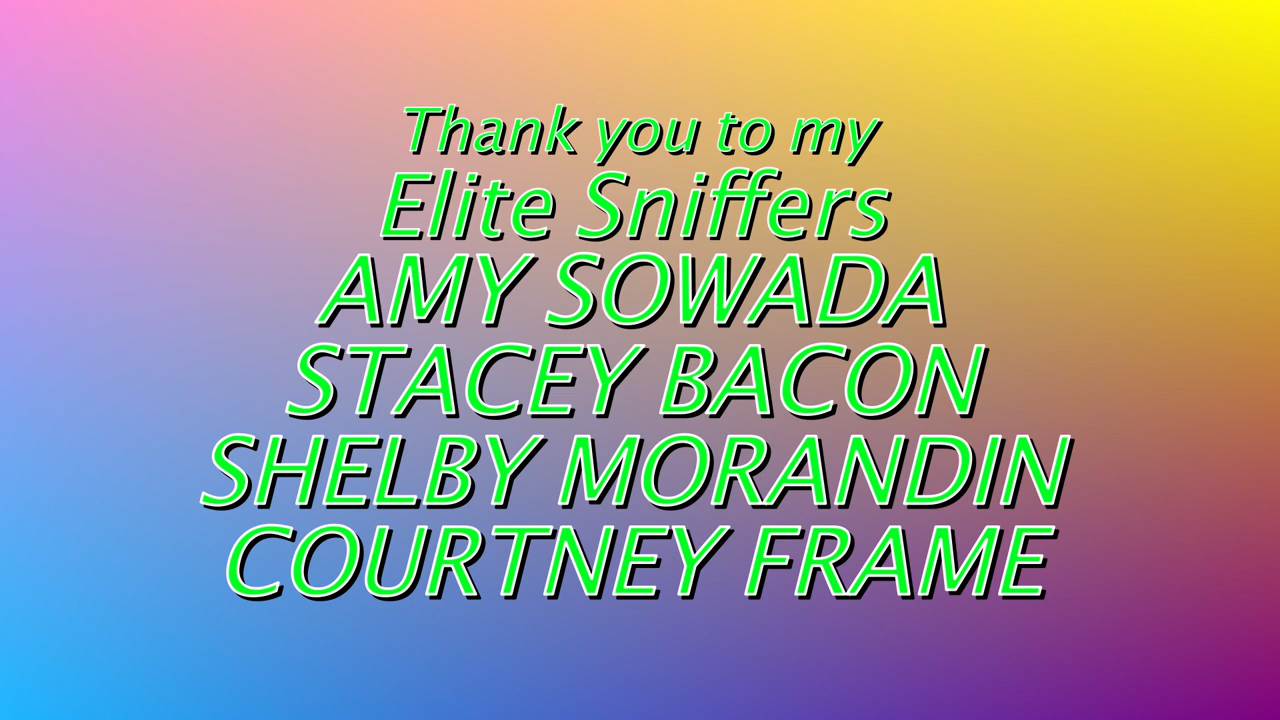 Thank you to my
Elite Sniffers
AMY SOWADA
STACEY BACON
SHELBY MORANDIN
COURTNEY FRAME